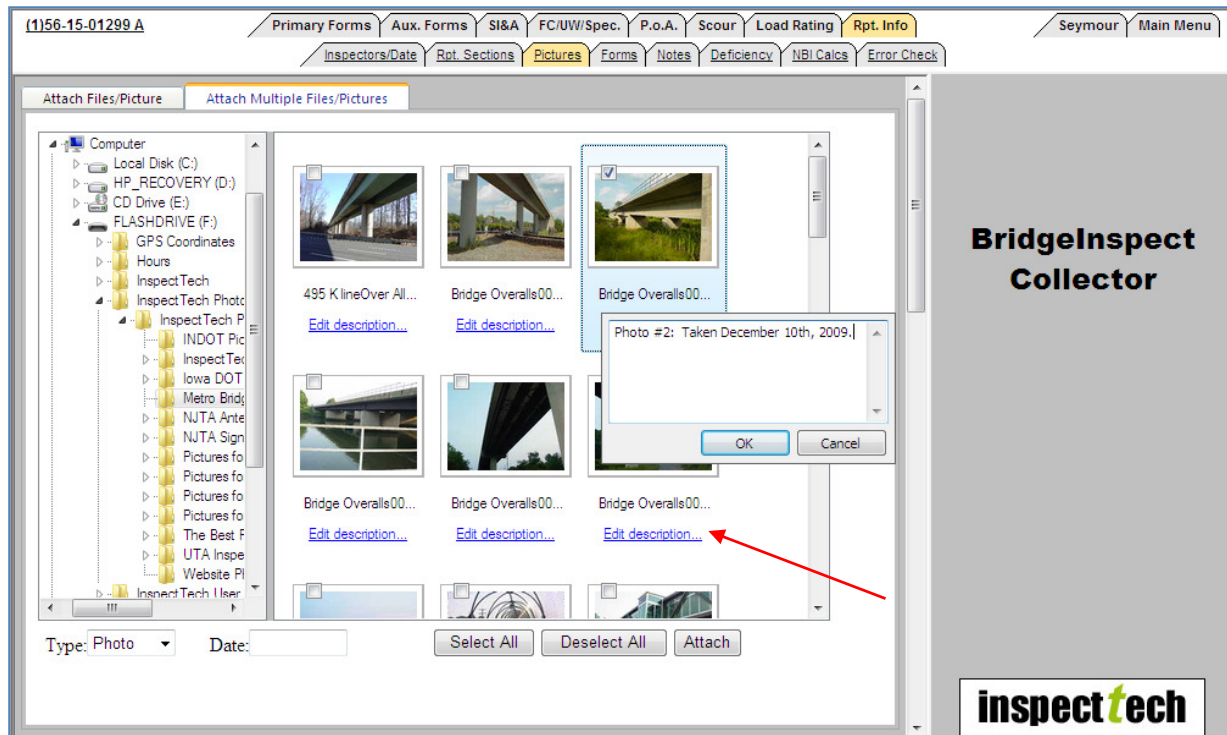 (1)56-15-01299 A
Primary Forms Aux. Forms SI&A FC/UW/Spec. P.o.A. Scour Load Rating Rpt. Info
Seymour Main Menu
Inspectors/Date Rpt. Sections Pictures Forms Notes Deficiency NBI Calcs Error Check
Attach Files/Picture Attach Multiple Files/Pictures
Computer
Local Disk (C:)
HP_RECOVERY (D:)
CD Drive (E:)
FLASHDRIVE (F:)
GPS Coordinates
Hours
InspectTech
InspectTech Photo
InspectTech P
INDOT Pic
InspectTec
Iowa DOT
Metro Bridg
NJTA Ante
NJTA Sign
Pictures fo
Pictures fo
Pictures fo
Pictures fo
The Best P
UTA Inspe
Website Ph
InspectTech User
495 K lineOver All...
Bridge Overalls00...
Bridge Overalls00...
Edit description...
Edit description...
Photo #2: Taken December 10th, 2009.
OK Cancel
Bridge Overalls00...
Bridge Overalls00...
Bridge Overalls00...
Edit description...
Edit description...
Edit description...
Type: Photo
Date:
Select All Deselect All Attach
BridgeInspect
Collector
inspecttech